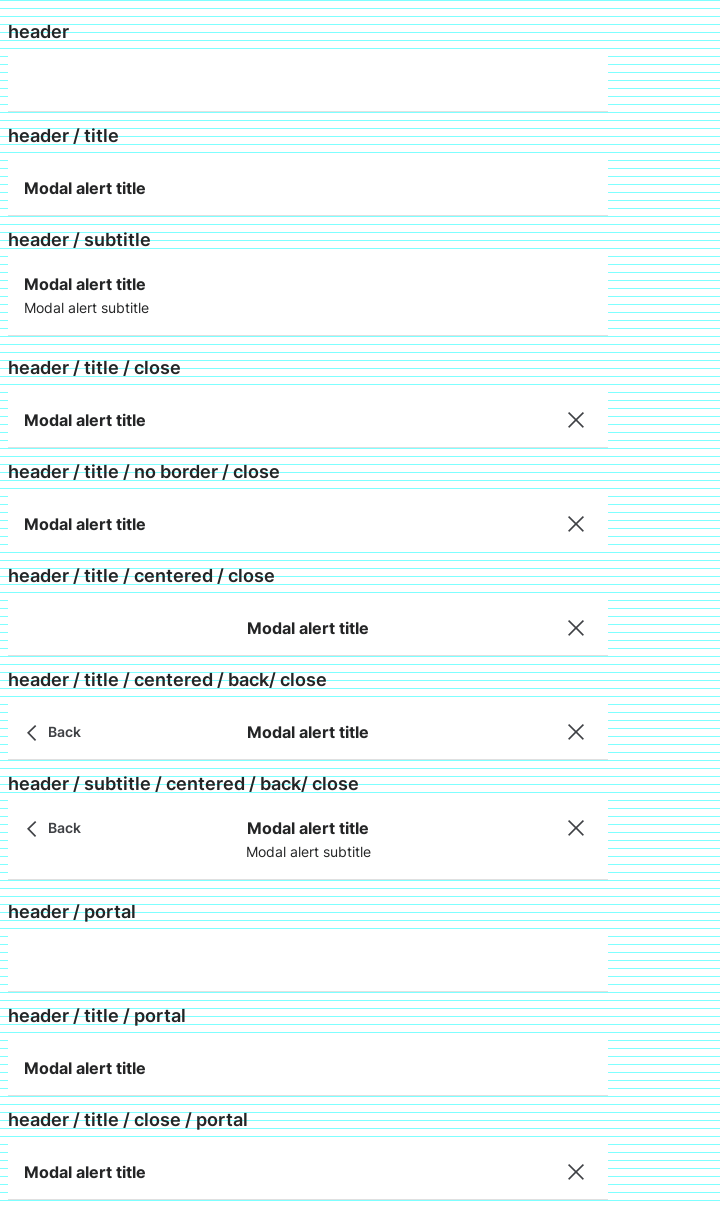 header
header / title
Modal alert title
header / subtitle
Modal alert title
Modal alert subtitle
header / title / close
Modal alert title
header / title / no border / close
Modal alert title
header / title / centered / close
Modal alert title
header / title / centered / back/ close
Back Modal alert title
header / subtitle / centered / back/ close
Back Modal alert title
Modal alert subtitle
header / portal
header / title / portal
Modal alert title
header / title / close / portal
Modal alert title